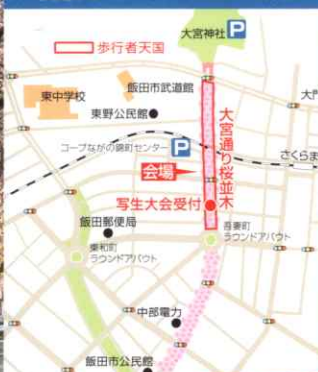 大宮神社
P
歩行者天国
飯田市武道館
東中学校
東野公民館
大宮通り桜並木
コープながの鼎町センター
P
さくらま
会場
写生大会受付
飯田郵便局
吾妻町
ラウンドアバウト
東和町
ラウンドアバウト
中部電力
飯田市公民館